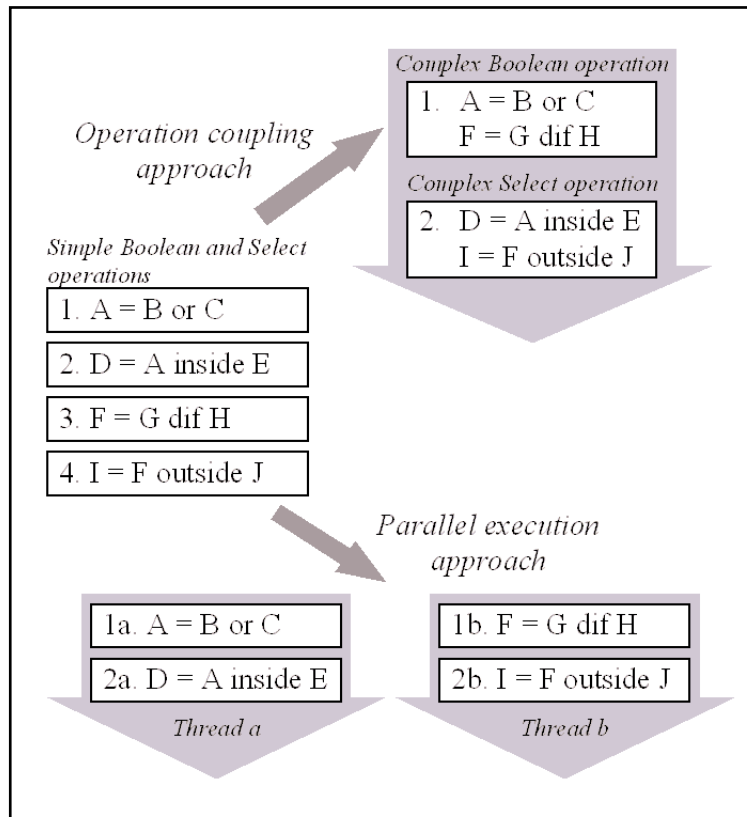 Complex Boolean operation
1. A = B or C
F = G dif H
Operation coupling
approach
Complex Select operation
2. D = A inside E
I = F outside J
Simple Boolean and Select
operations
1. A = B or C
2. D = A inside E
3. F = G dif H
4. I = F outside J
Parallel execution
approach
1a. A = B or C
2a. D = A inside E
Thread a
1b. F = G dif H
2b. I = F outside J
Thread b